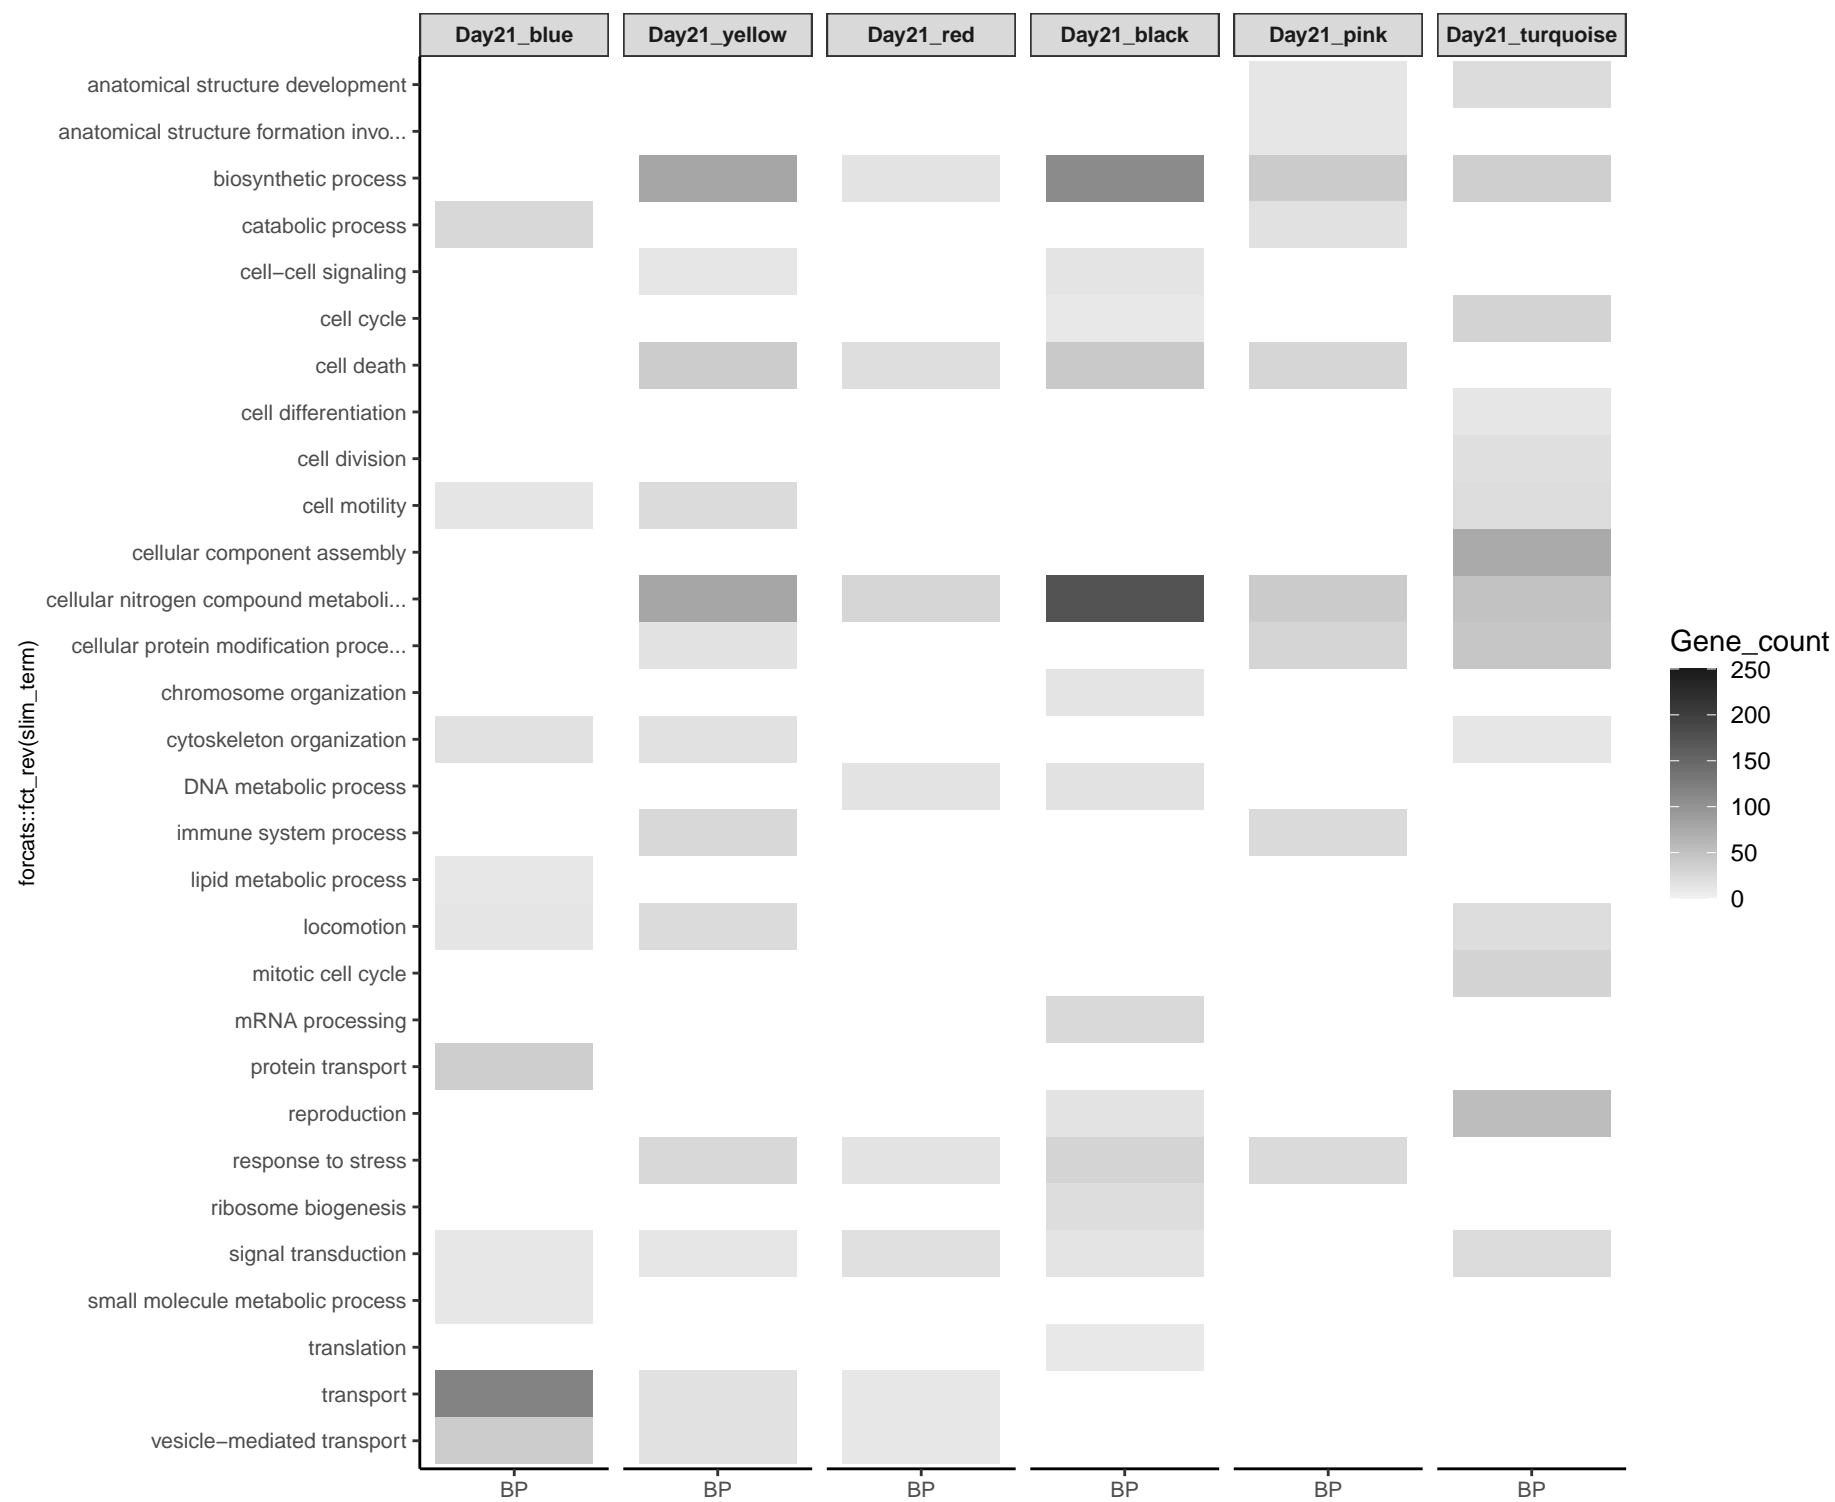 Day21_blue Day21_yellow Day21_red Day21_black Day21_pink Day21_turquoise
anatomical structure development
anatomical structure formation invo...
biosynthetic process
catabolic process
cell−cell signaling
cell cycle
cell death
cell differentiation
cell division
cell motility
cellular component assembly
cellular nitrogen compound metaboli...
cellular protein modification proce...
chromosome organization
cytoskeleton organization
DNA metabolic process
immune system process
lipid metabolic process
locomotion
mitotic cell cycle
mRNA processing
protein transport
reproduction
response to stress
ribosome biogenesis
signal transduction
small molecule metabolic process
translation
transport
vesicle−mediated transport
forcats::fct_rev(slim_term)
BP BP BP BP BP BP
Gene_count
250
200
150
100
50
0